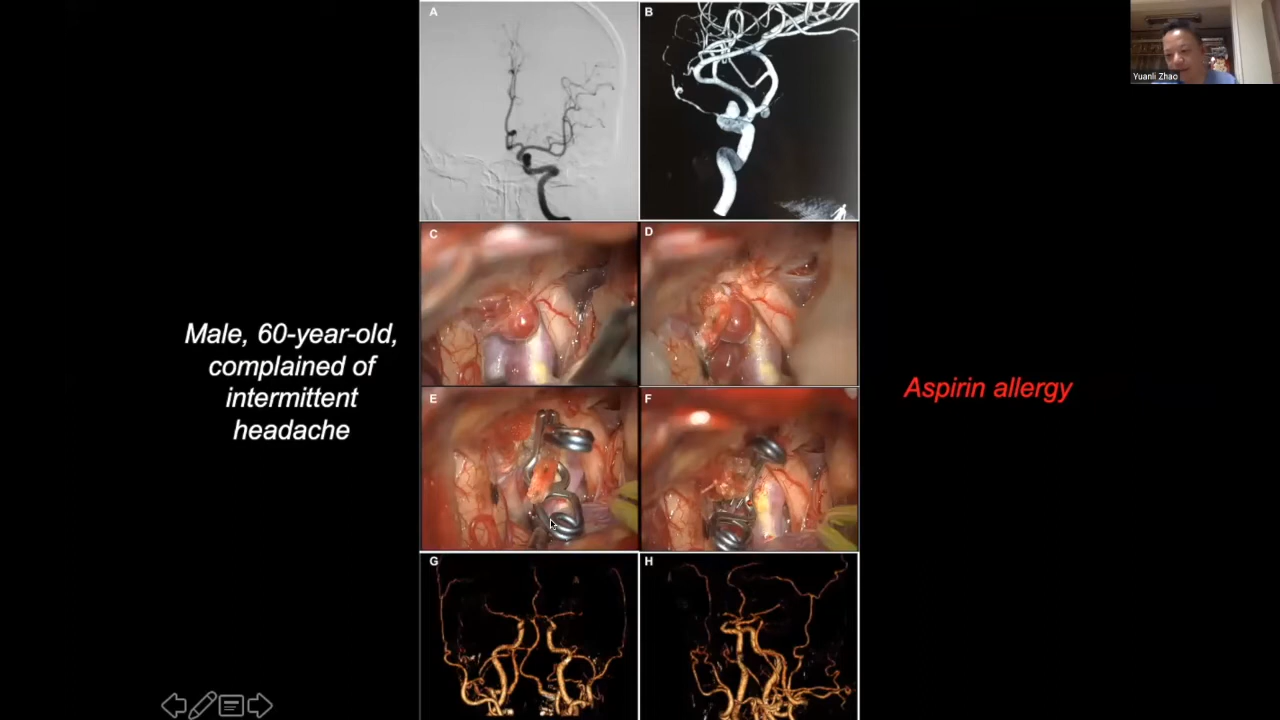 A
B
Yuanli Zhao
C
D
Male, 60-year-old,
complained of
intermittent
headache
Aspirin allergy
E
F
G
A
H